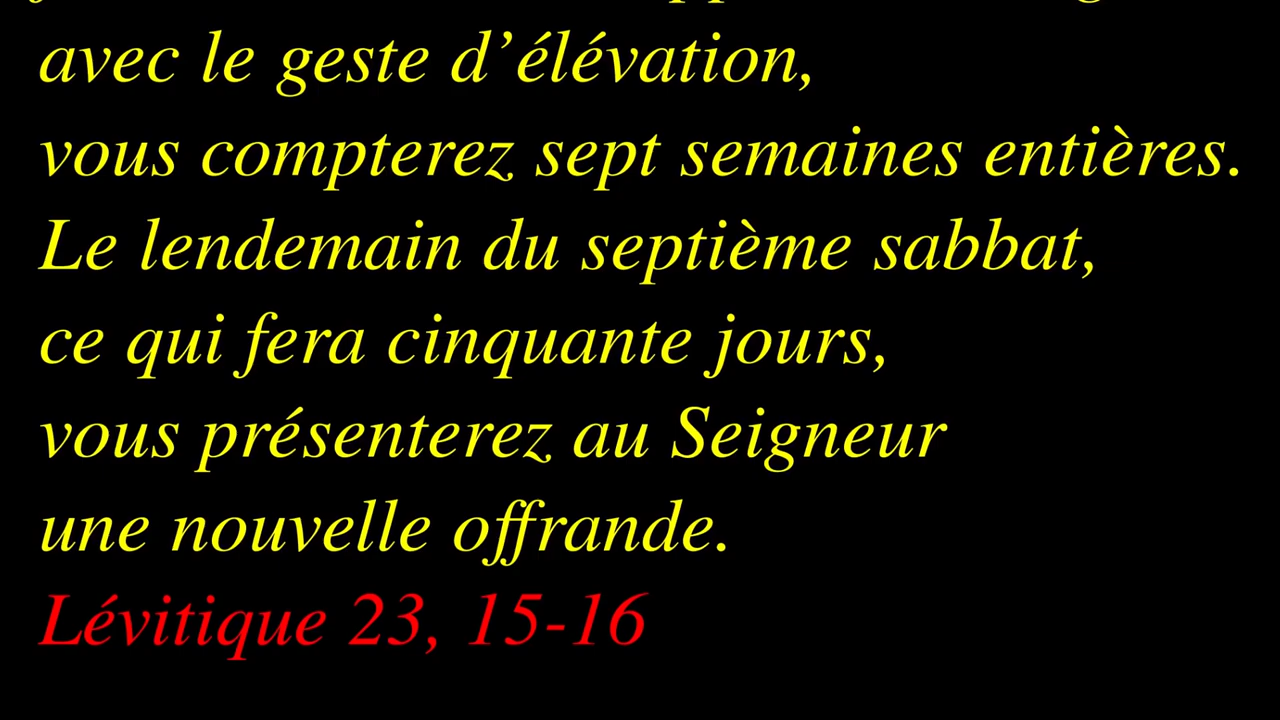 avec le geste d’élévation,
vous compterez sept semaines entières.
Le lendemain du septième sabbat,
ce qui fera cinquante jours,
vous présenterez au Seigneur
une nouvelle offrande.
Lévitique 23, 15-16